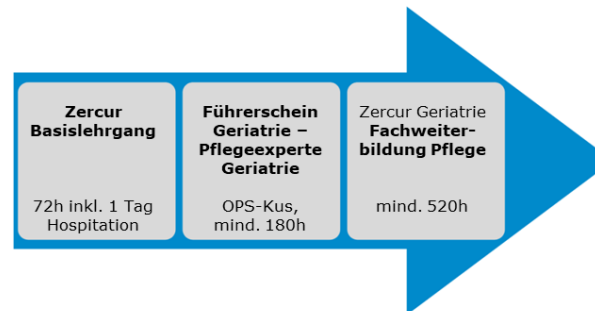 Zercur
Basislehrgang
72h inkl. 1 Tag
Hospitation
Führerschein
Geriatrie –
Pflegeexperte
Geriatrie
OPS-Kus,
mind. 180h
Zercur Geriatrie
Fachweiter-
bildung Pflege
mind. 520h